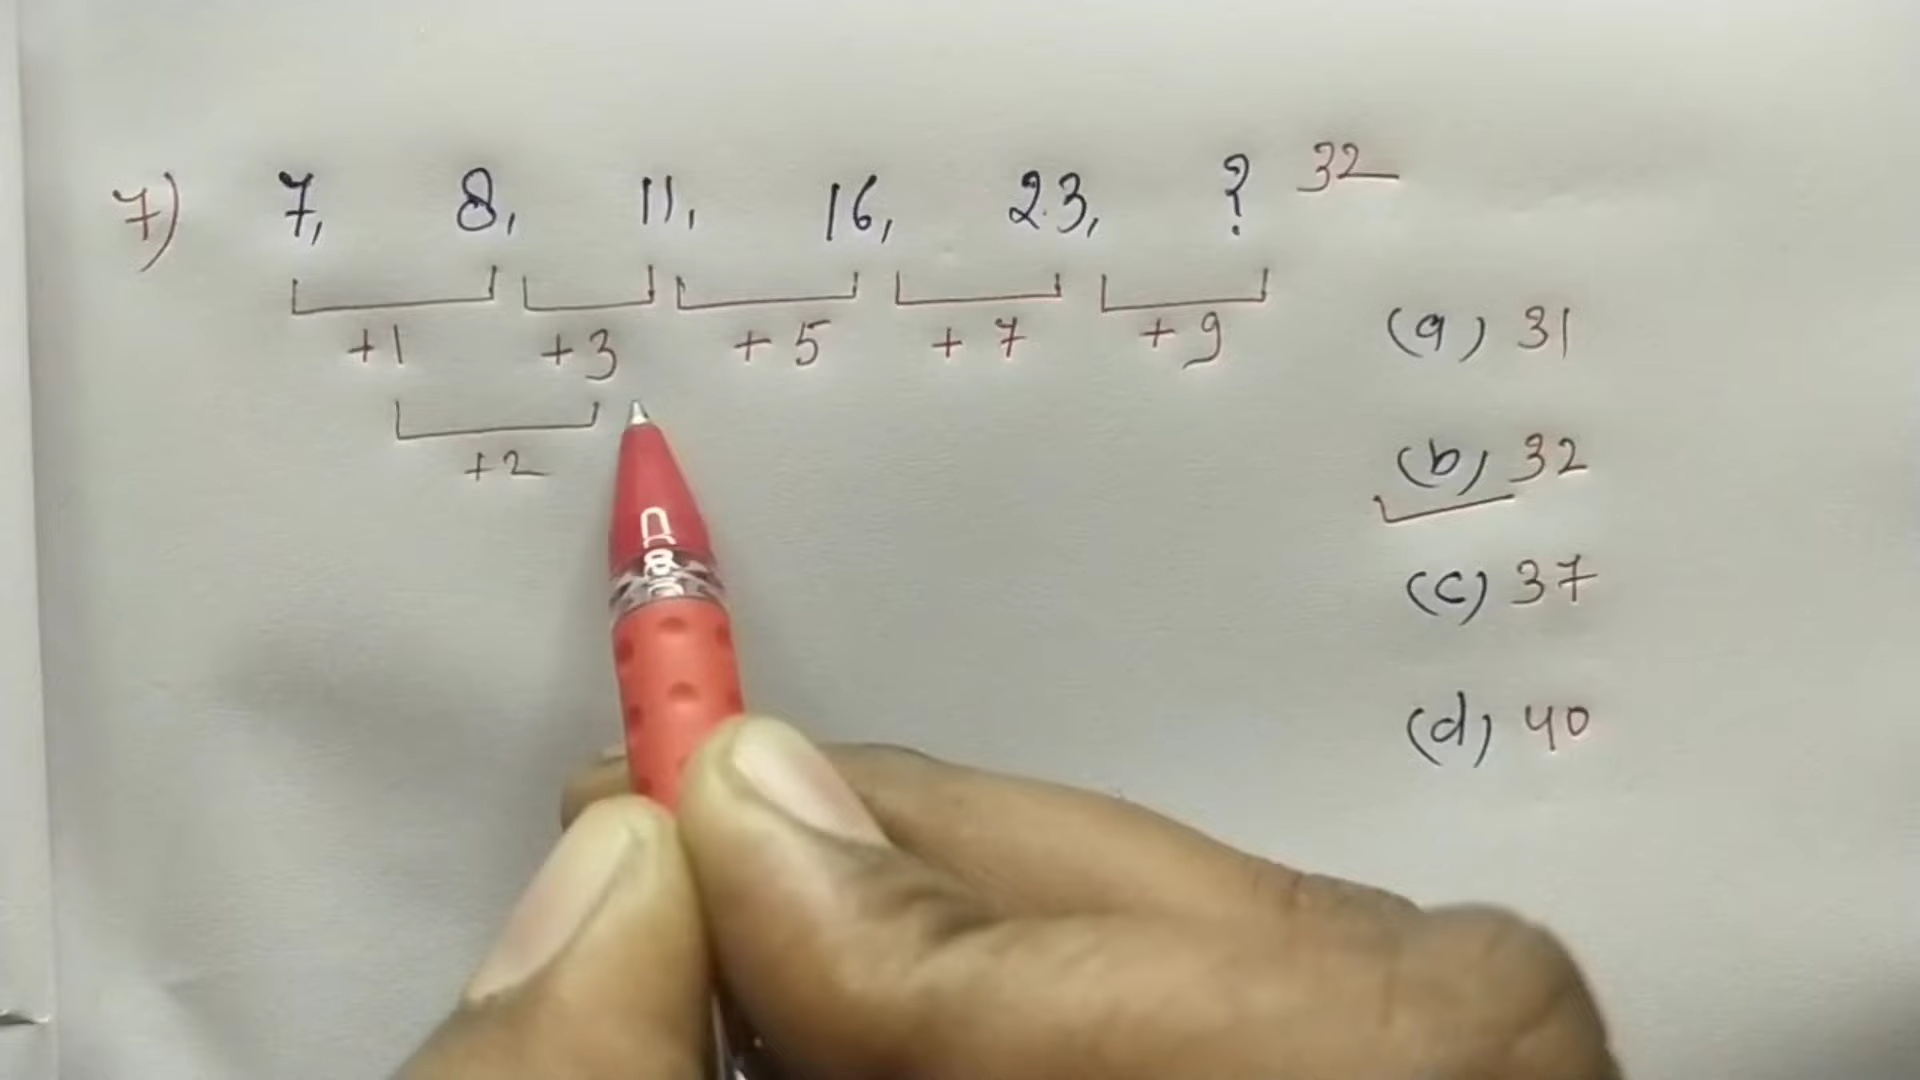 7) 7, 8, 11, 16, 23, ? 32
+1 +3 +5 +7 +9
+2
(a) 31
(b) 32
(c) 37
(d) 40